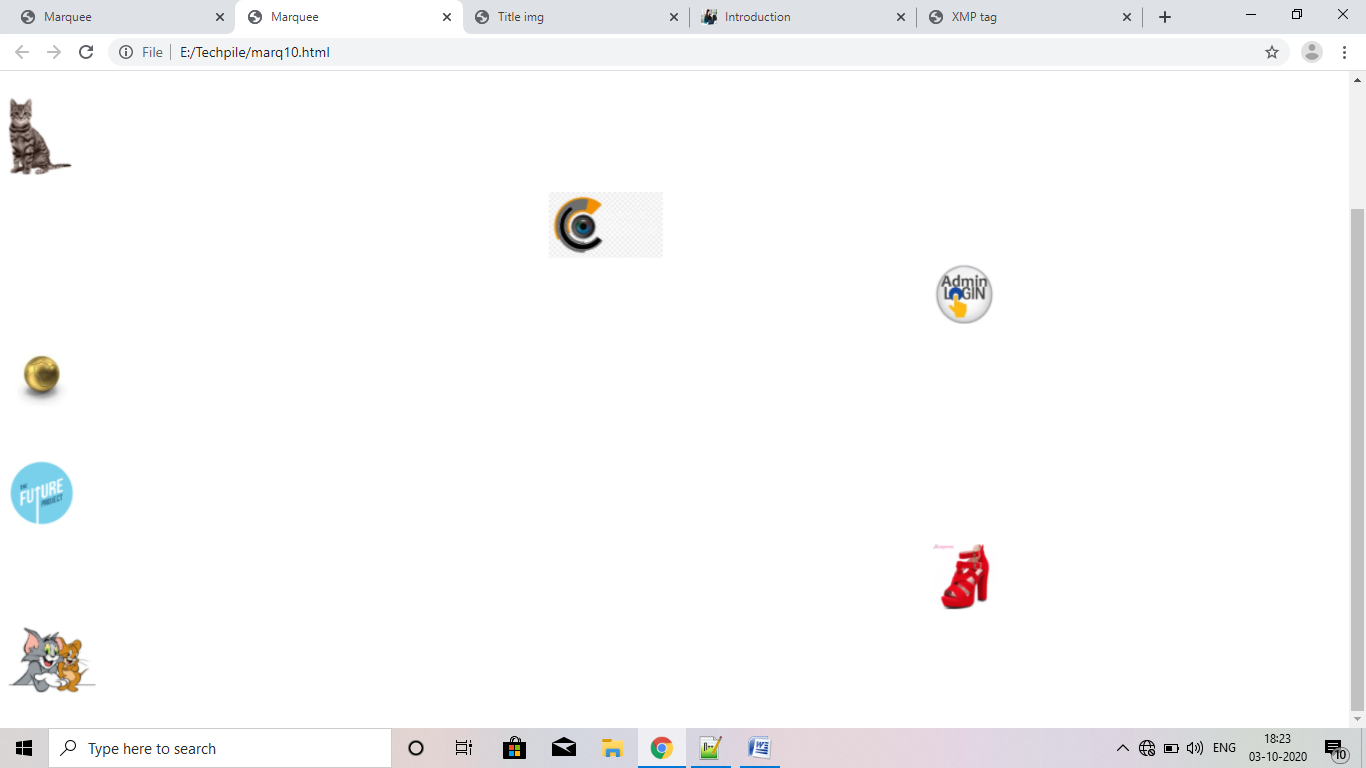 Marquee
Marquee
Title img
Introduction
XMP tag
File
E:/Techpile/marq10.html
Admin
LOGIN
THE
FUTURE
PROJECT
Type here to search
ENG
18:23
03-10-2020
10